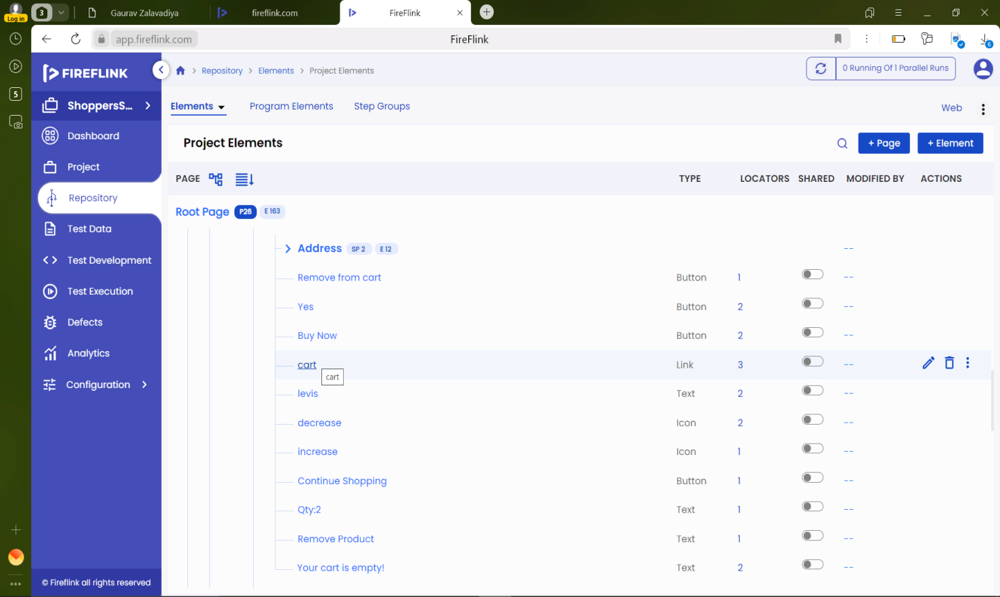 Log in
3
Gaurav Zalavadiya
fireflink.com
FireFlink
app.fireflink.com
FireFlink
6
5
FIREFLINK
Repository
Elements
Project Elements
0 Running Of 1 Parallel Runs
ShoppersS...
Elements
Program Elements
Step Groups
Web
Dashboard
Project
Repository
Test Data
Test Development
Test Execution
Defects
Analytics
Configuration
© Fireflink all rights reserved
Project Elements
+ Page
+ Element
PAGE
TYPE
LOCATORS
SHARED
MODIFIED BY
ACTIONS
Root Page P26 E 163
Address SP 2 E 12 --
Remove from cart Button 1 --
Yes Button 2 --
Buy Now Button 2 --
cart Link 3 --
cart
levis Text 2 --
decrease Icon 2 --
increase Icon 1 --
Continue Shopping Button 1 --
Qty:2 Text 1 --
Remove Product Text 1 --
Your cart is empty! Text 2 --